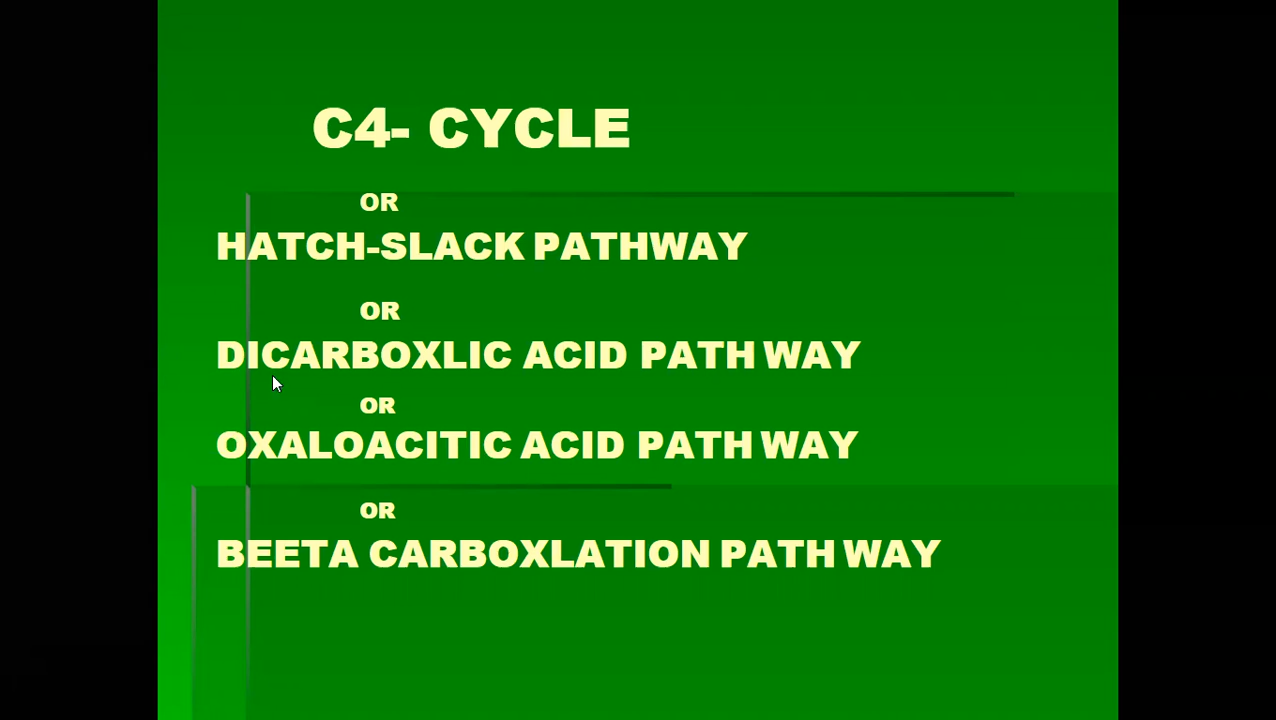 C4- CYCLE
OR
HATCH-SLACK PATHWAY
OR
DICARBOXLIC ACID PATH WAY
OR
OXALOACITIC ACID PATH WAY
OR
BEETA CARBOXLATION PATH WAY